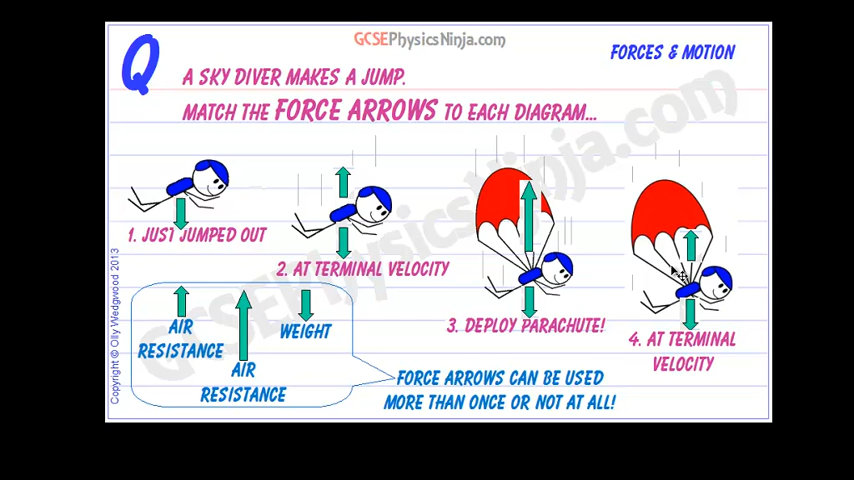 Q
GCSEPhysicsNinja.com
FORCES & MOTION
A SKY DIVER MAKES A JUMP.
MATCH THE FORCE ARROWS TO EACH DIAGRAM...
GCSEPhysicsNinja.com
1. JUST JUMPED OUT
2. AT TERMINAL VELOCITY
3. DEPLOY PARACHUTE!
4. AT TERMINAL
VELOCITY
AIR
RESISTANCE
AIR
RESISTANCE
WEIGHT
FORCE ARROWS CAN BE USED
MORE THAN ONCE OR NOT AT ALL!
Copyright © Olly Wedgwood 2013